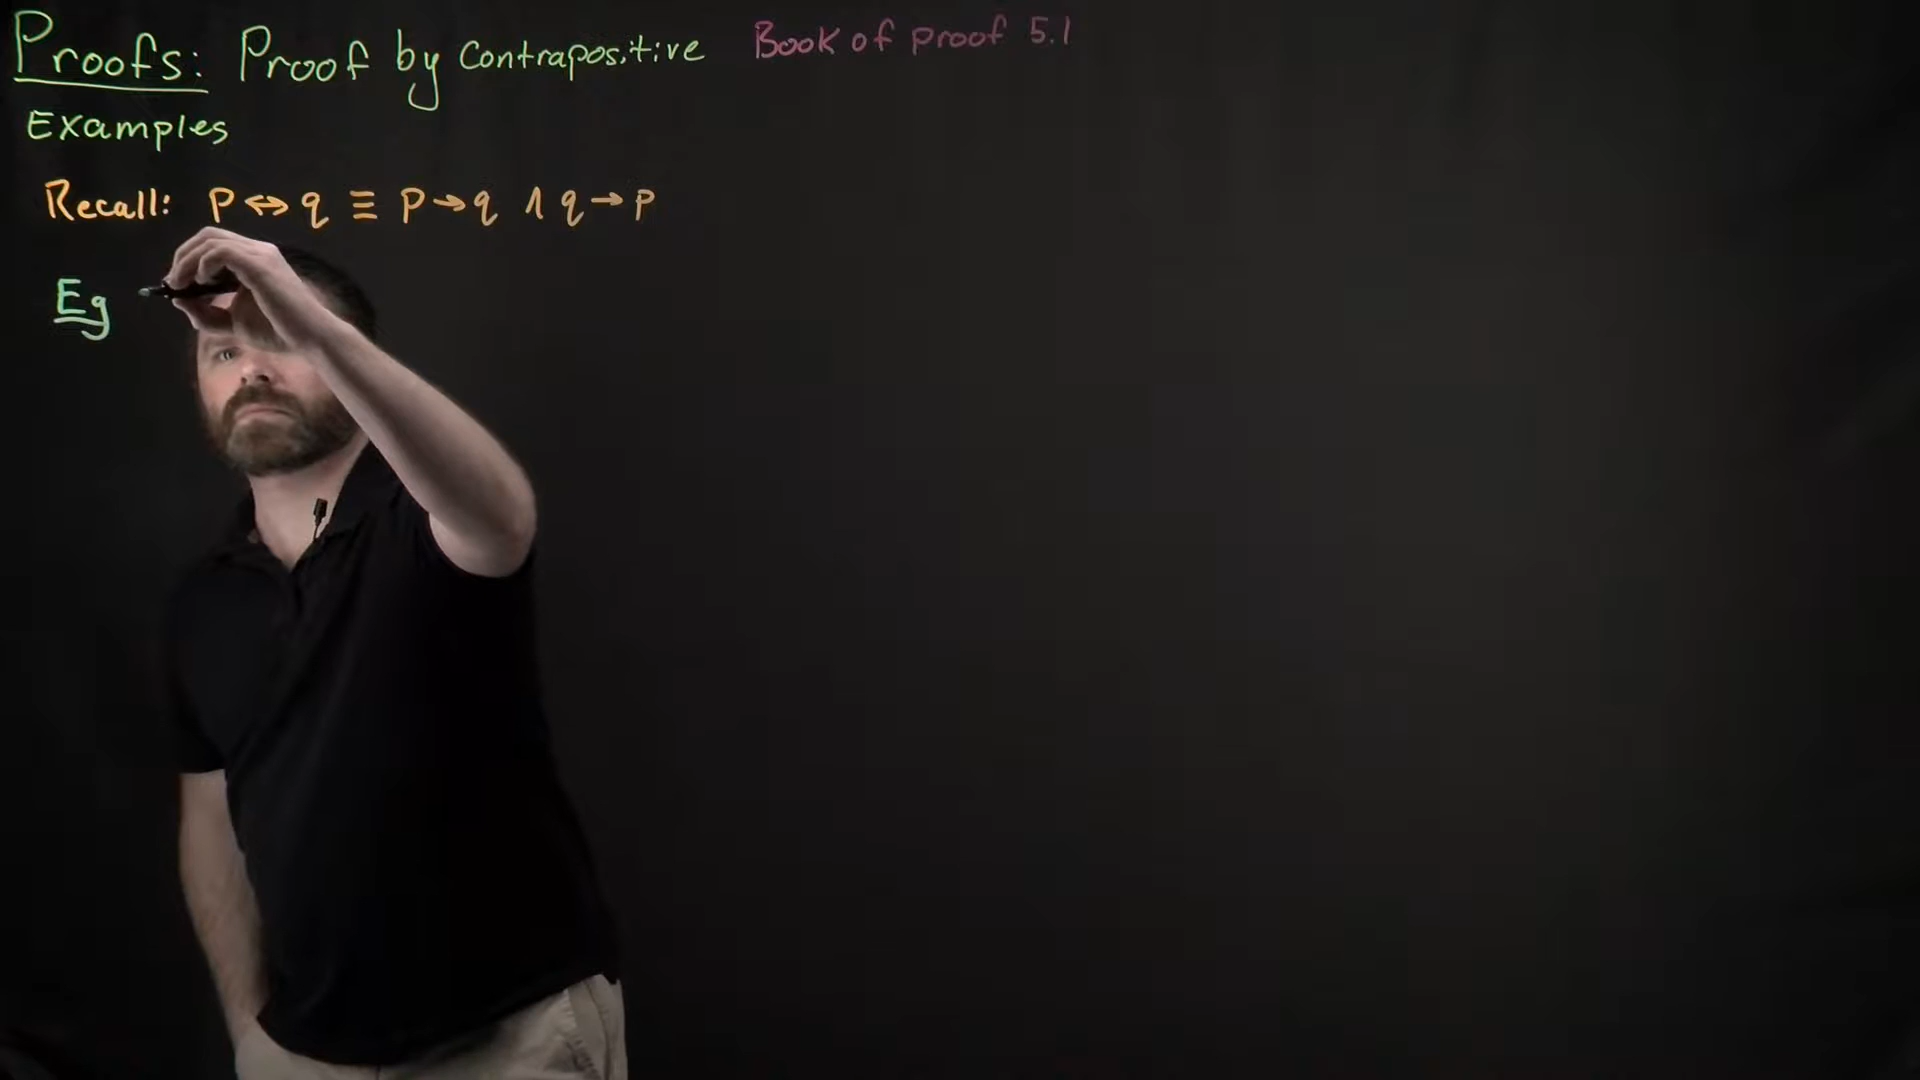 Proofs: Proof by Contrapositive Book of proof 5.1
Examples
Recall: p ↔ q ≡ p → q ∧ q → p
Eg